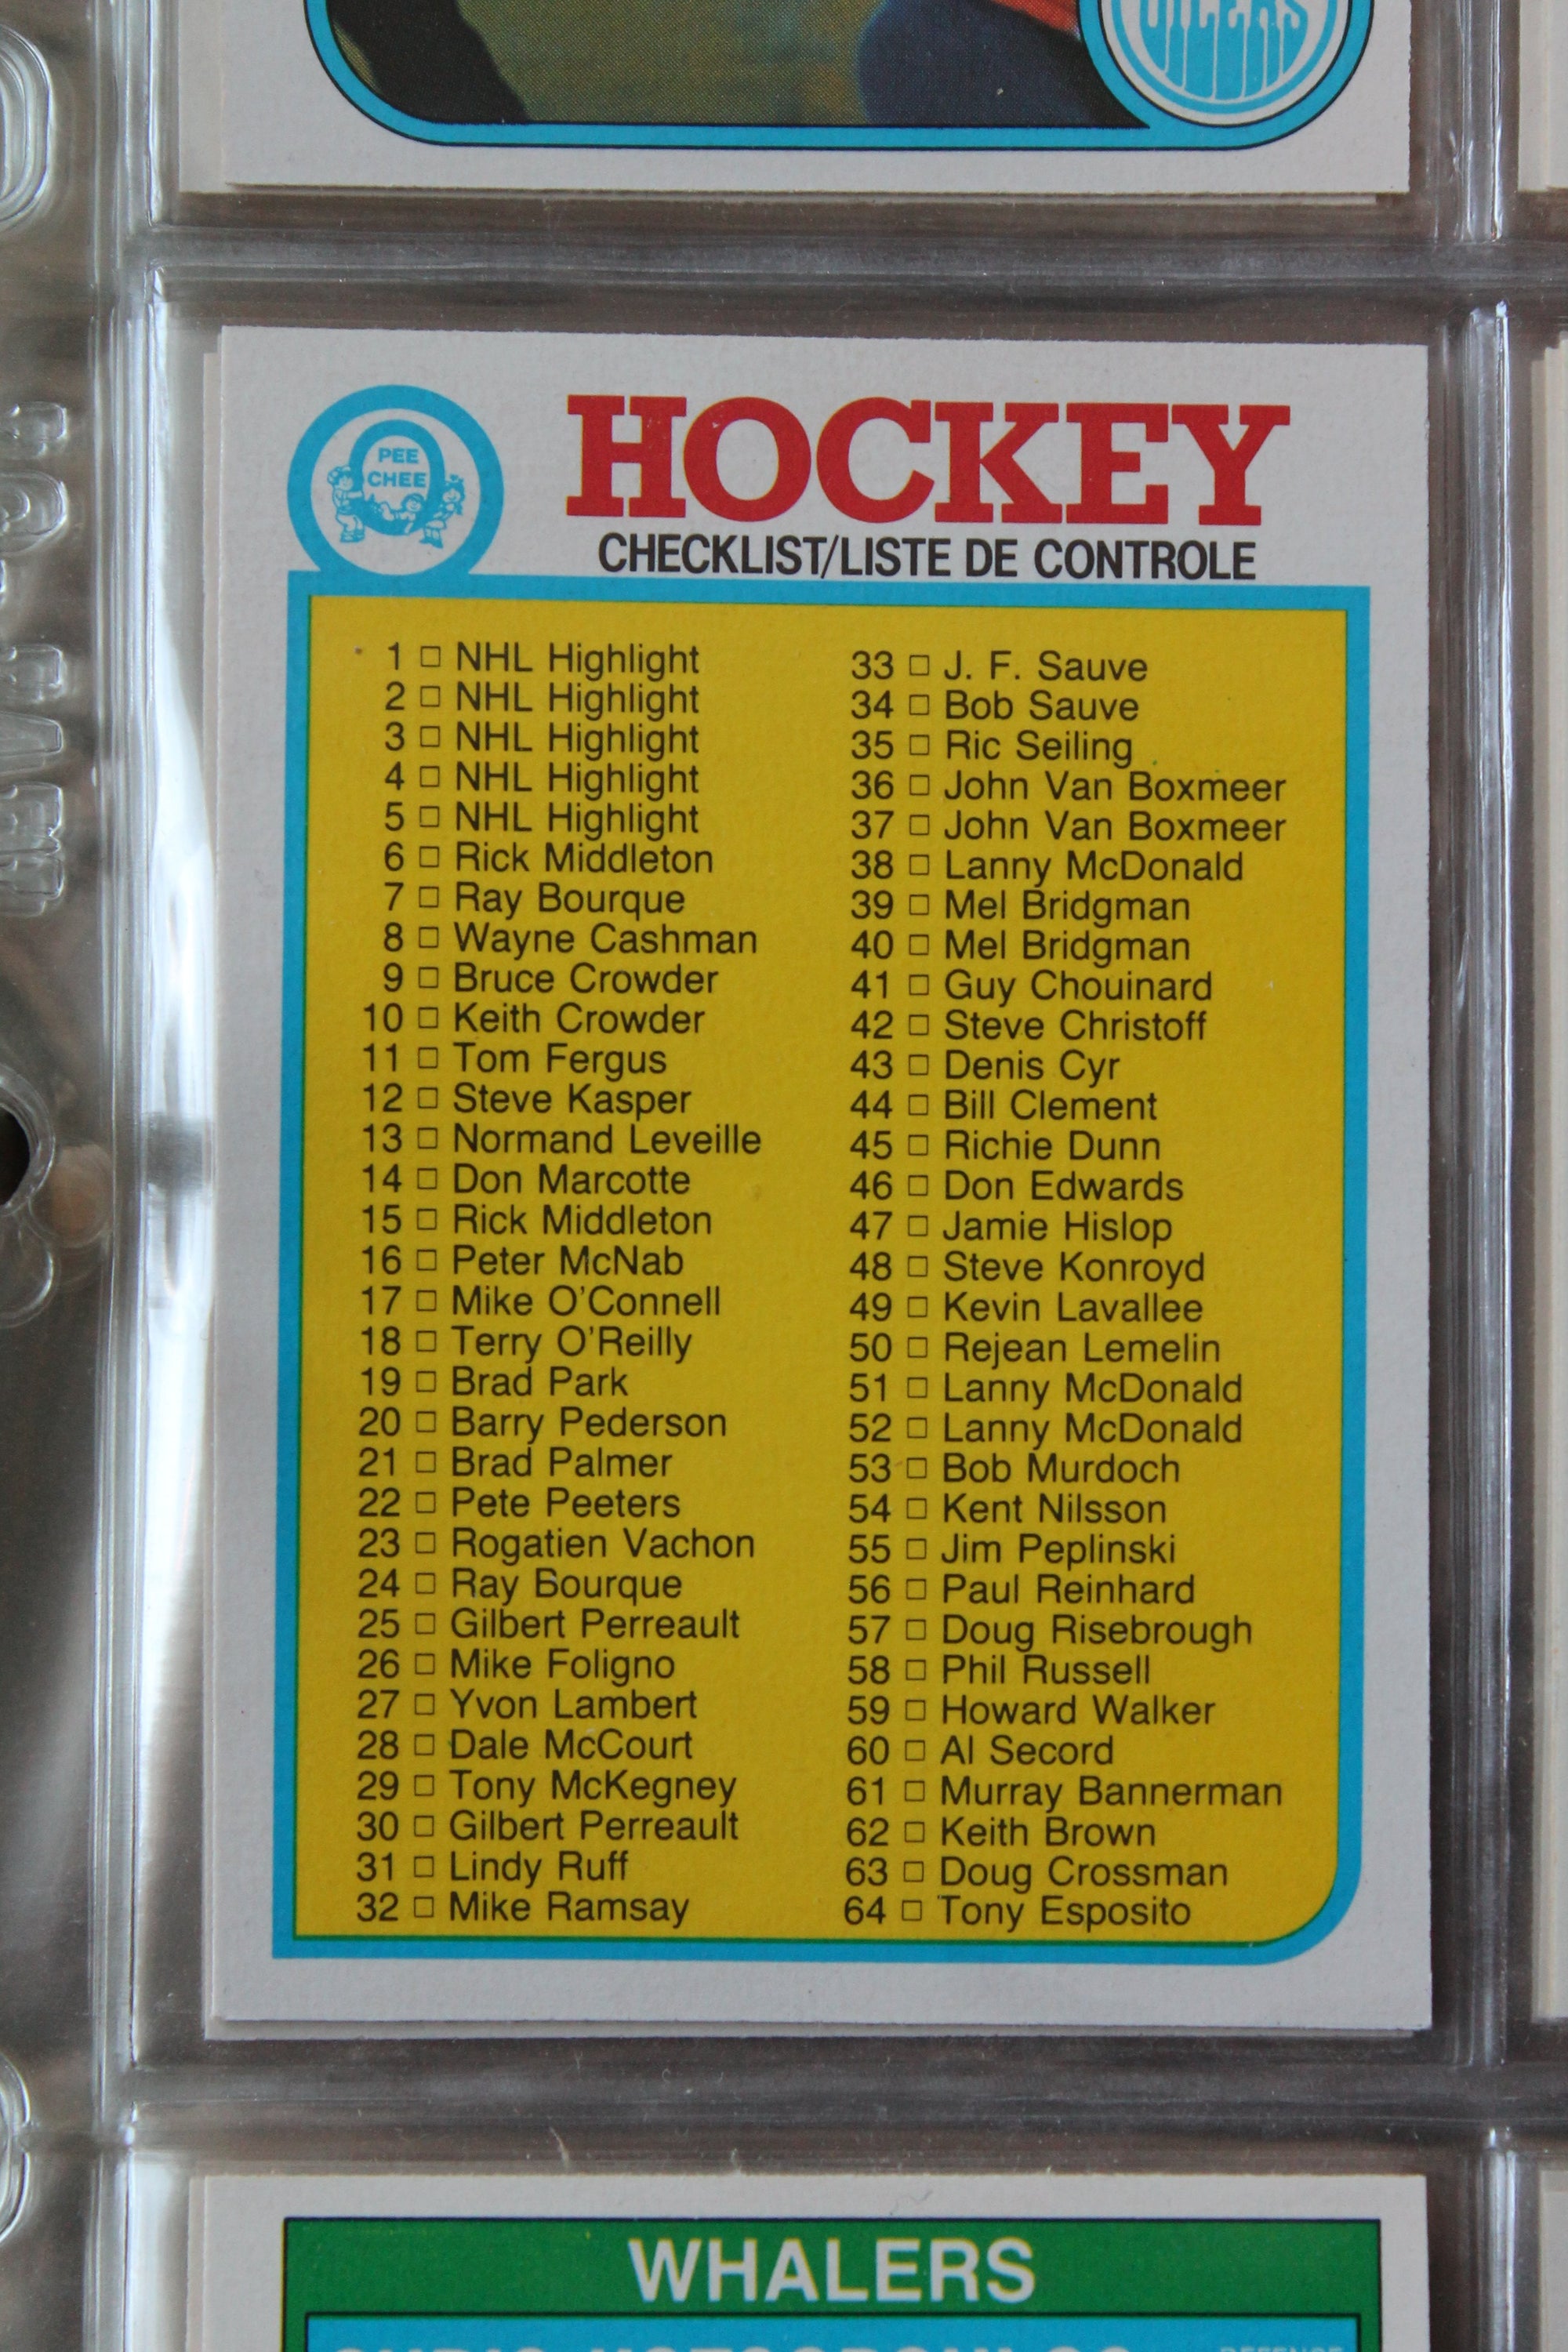 OILERS
PEE
CHEE
HOCKEY
CHECKLIST/LISTE DE CONTROLE
1 □ NHL Highlight
2 □ NHL Highlight
3 □ NHL Highlight
4 □ NHL Highlight
5 □ NHL Highlight
6 □ Rick Middleton
7 □ Ray Bourque
8 □ Wayne Cashman
9 □ Bruce Crowder
10 □ Keith Crowder
11 □ Tom Fergus
12 □ Steve Kasper
13 □ Normand Leveille
14 □ Don Marcotte
15 □ Rick Middleton
16 □ Peter McNab
17 □ Mike O'Connell
18 □ Terry O'Reilly
19 □ Brad Park
20 □ Barry Pederson
21 □ Brad Palmer
22 □ Pete Peeters
23 □ Rogatien Vachon
24 □ Ray Bourque
25 □ Gilbert Perreault
26 □ Mike Foligno
27 □ Yvon Lambert
28 □ Dale McCourt
29 □ Tony McKegney
30 □ Gilbert Perreault
31 □ Lindy Ruff
32 □ Mike Ramsay
33 □ J. F. Sauve
34 □ Bob Sauve
35 □ Ric Seiling
36 □ John Van Boxmeer
37 □ John Van Boxmeer
38 □ Lanny McDonald
39 □ Mel Bridgman
40 □ Mel Bridgman
41 □ Guy Chouinard
42 □ Steve Christoff
43 □ Denis Cyr
44 □ Bill Clement
45 □ Richie Dunn
46 □ Don Edwards
47 □ Jamie Hislop
48 □ Steve Konroyd
49 □ Kevin Lavallee
50 □ Rejean Lemelin
51 □ Lanny McDonald
52 □ Lanny McDonald
53 □ Bob Murdoch
54 □ Kent Nilsson
55 □ Jim Peplinski
56 □ Paul Reinhard
57 □ Doug Risebrough
58 □ Phil Russell
59 □ Howard Walker
60 □ Al Secord
61 □ Murray Bannerman
62 □ Keith Brown
63 □ Doug Crossman
64 □ Tony Esposito
WHALERS